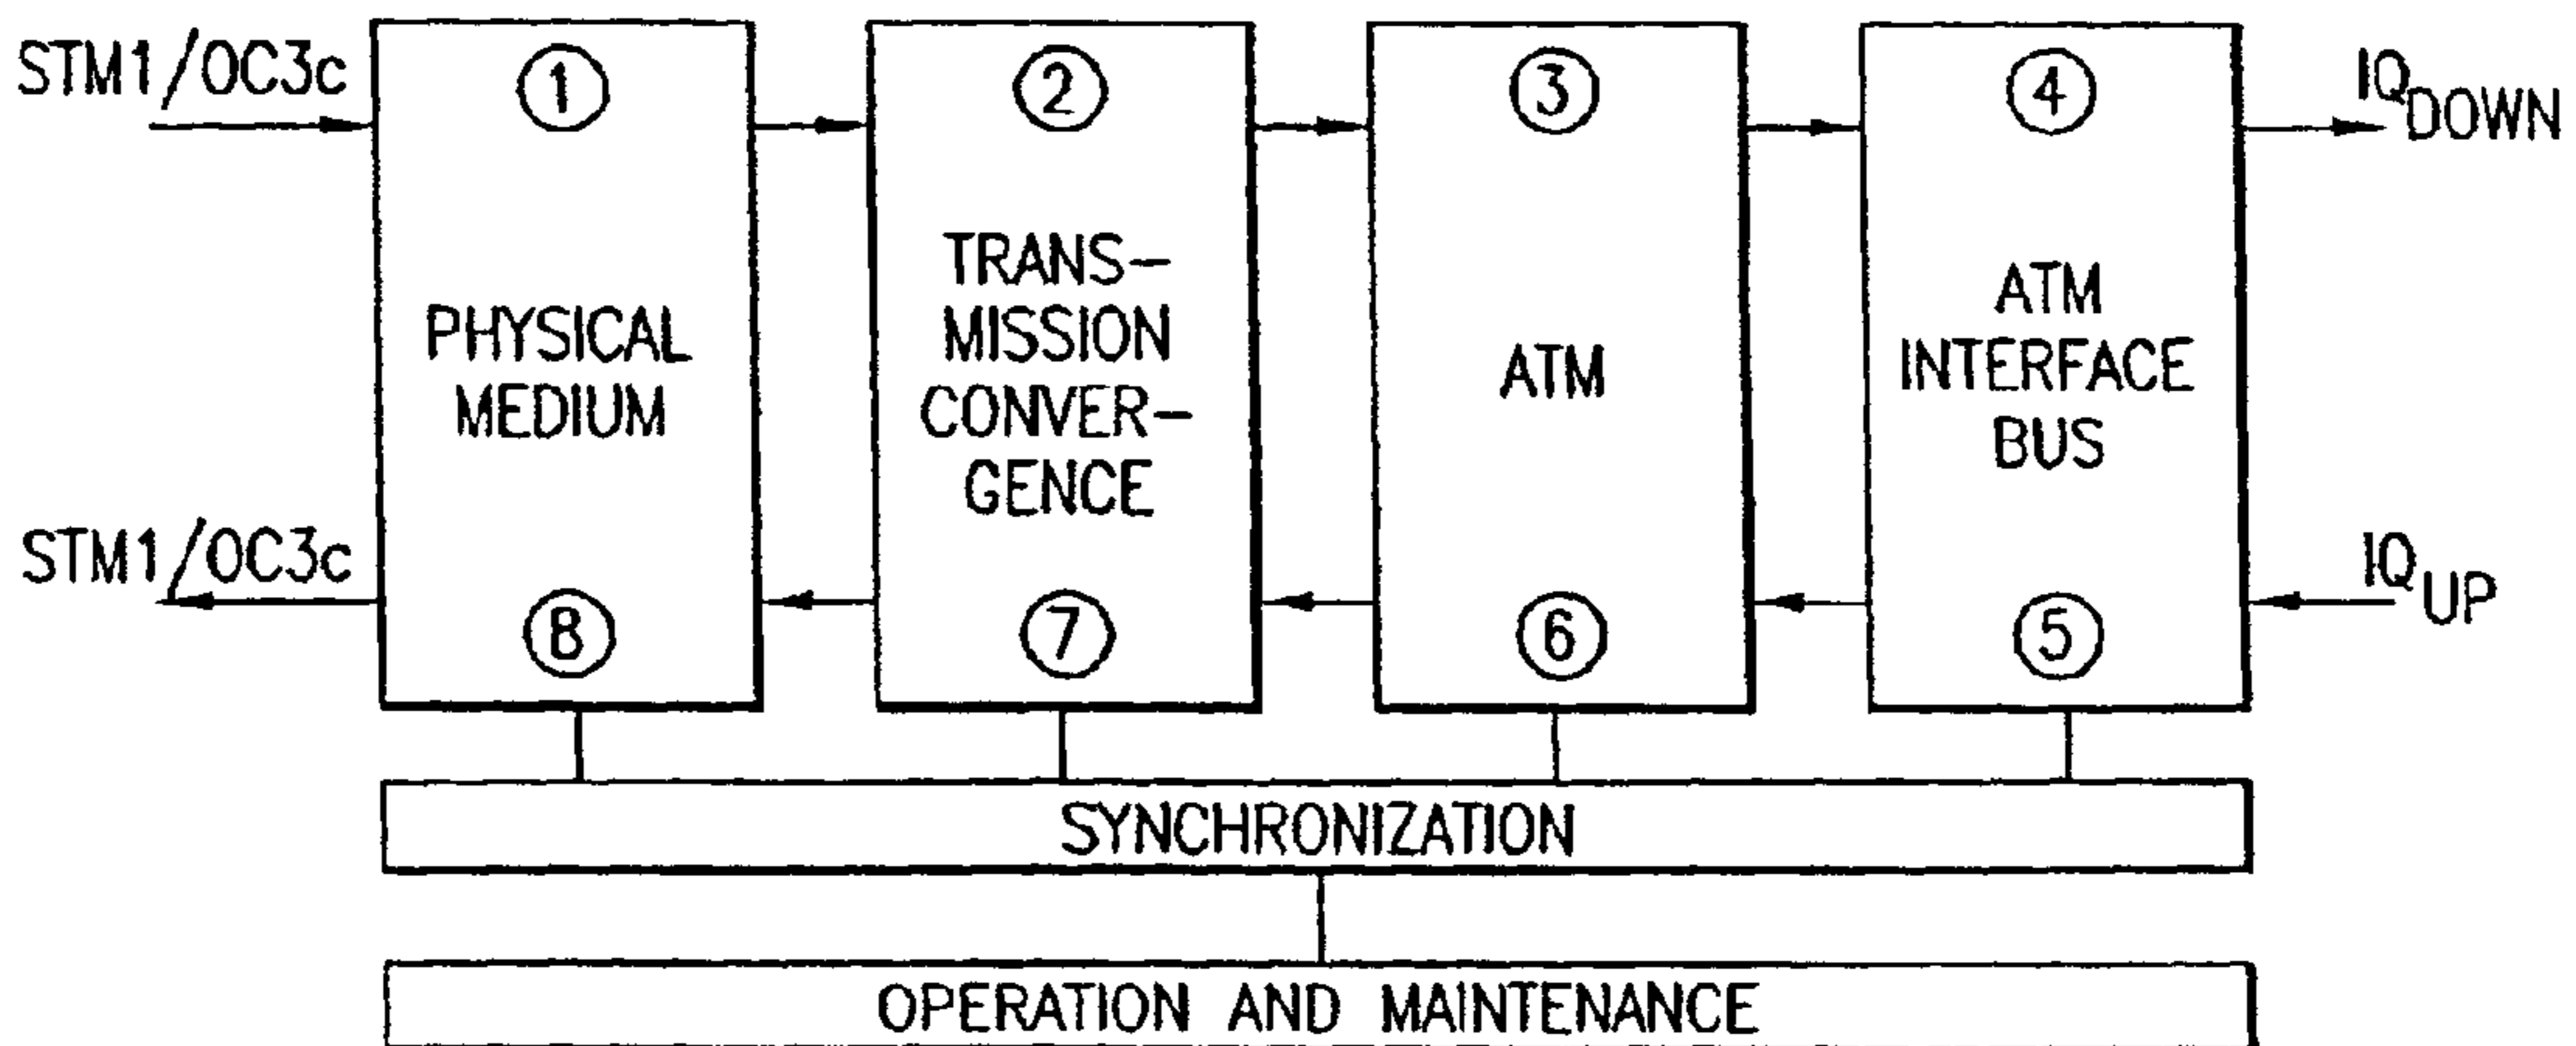 STM1/OC3c
①
②
③
④
IQDOWN
PHYSICAL
MEDIUM
TRANS-
MISSION
CONVER-
GENCE
ATM
ATM
INTERFACE
BUS
STM1/OC3c
⑧
⑦
⑥
⑤
IQUP
SYNCHRONIZATION
OPERATION AND MAINTENANCE